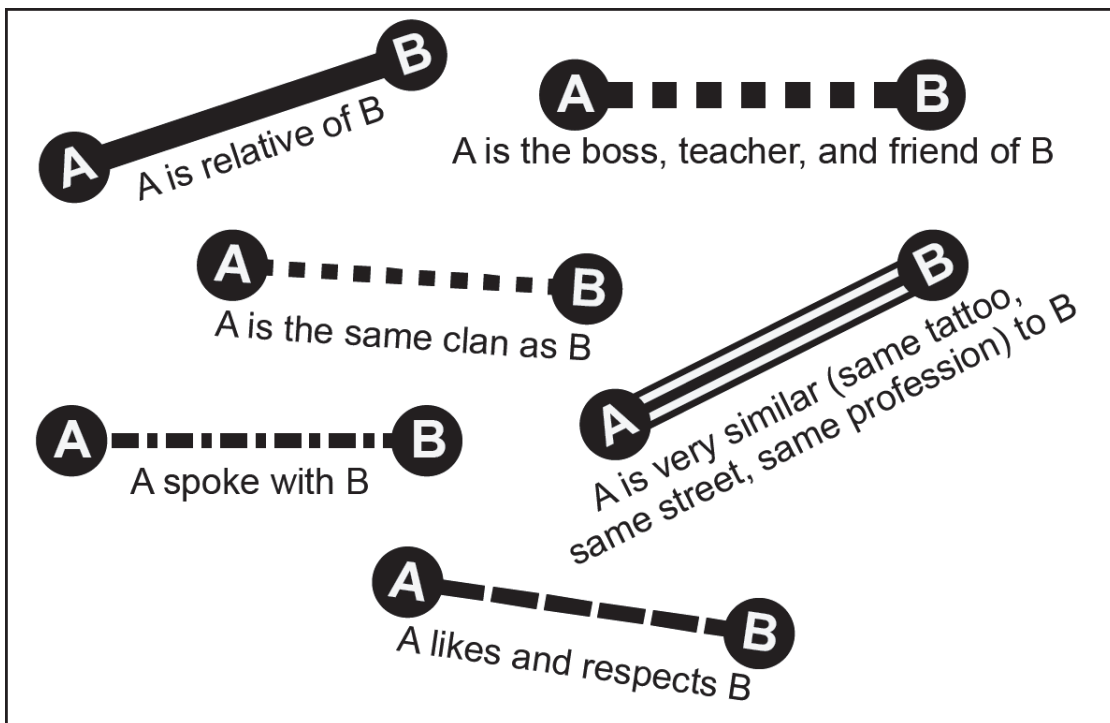 A B
A is relative of B
A B
A is the boss, teacher, and friend of B
A B
A is the same clan as B
A B
A is very similar (same tattoo,
same street, same profession) to B
A B
A spoke with B
A B
A likes and respects B